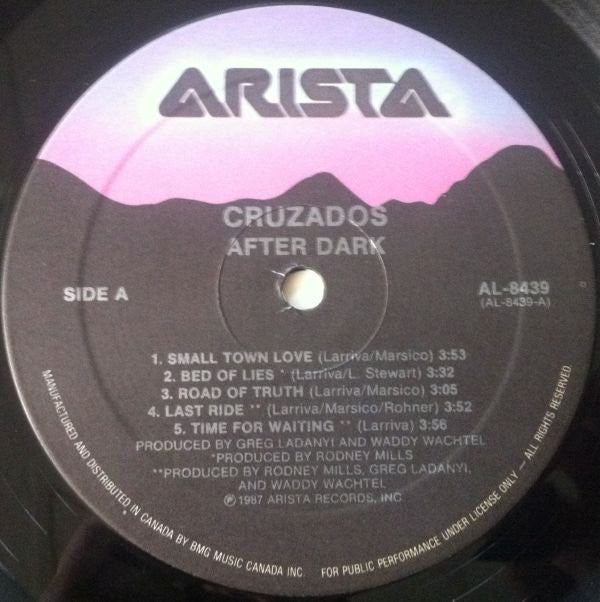 ARISTA
CRUZADOS
AFTER DARK
SIDE A
AL-8439
(AL-8439-A)
1. SMALL TOWN LOVE (Larriva/Marsico) 3:53
2. BED OF LIES * (Larriva/L. Stewart) 3:32
3. ROAD OF TRUTH (Larriva/Marsico) 3:05
4. LAST RIDE ** (Larriva/Marsico/Rohner) 3:52
5. TIME FOR WAITING ** (Larriva) 3:56
PRODUCED BY GREG LADANYI AND WADDY WACHTEL
*PRODUCED BY RODNEY MILLS
**PRODUCED BY RODNEY MILLS, GREG LADANYI,
AND WADDY WACHTEL
℗ 1987 ARISTA RECORDS, INC.
MANUFACTURED AND DISTRIBUTED IN CANADA BY BMG MUSIC CANADA INC. FOR PUBLIC PERFORMANCE UNDER LICENSE ONLY — ALL RIGHTS RESERVED